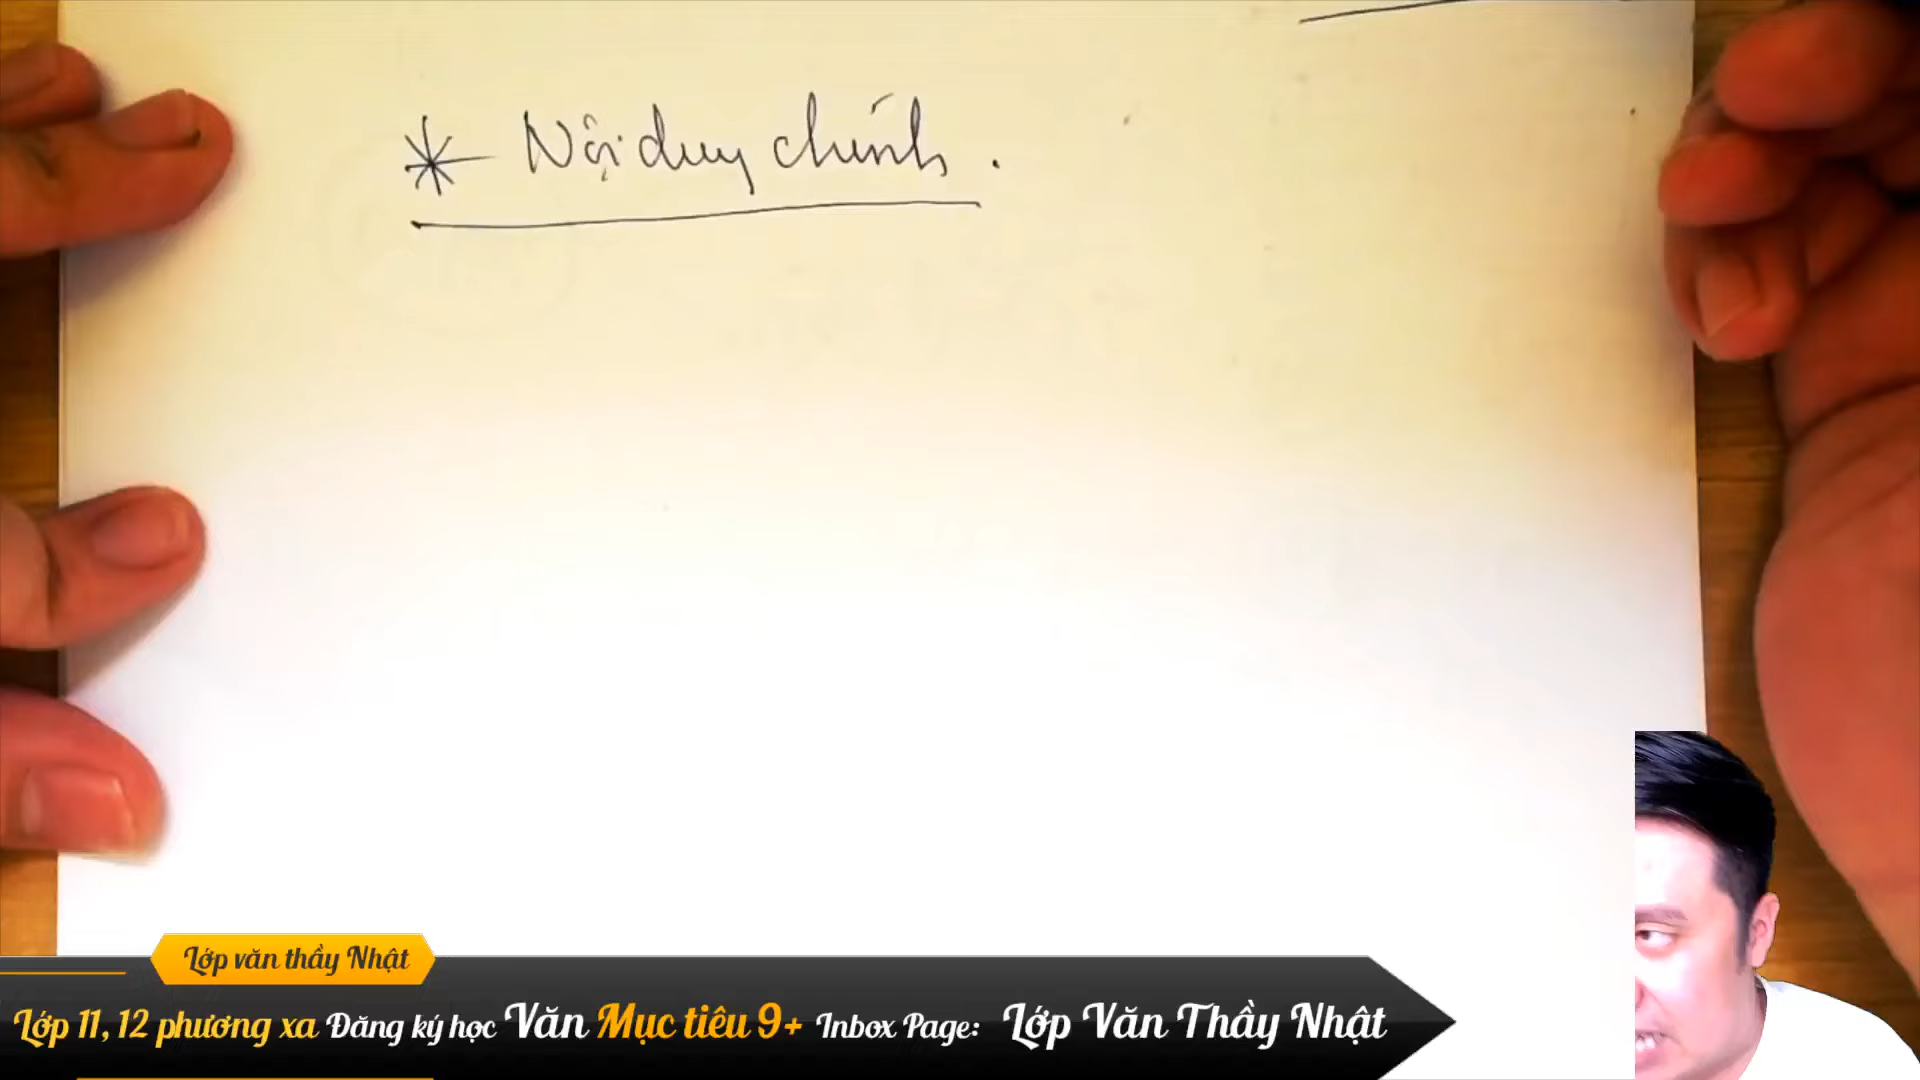 * Nội dung chính.
Lớp văn thầy Nhật
Lớp 11, 12 phương xa Đăng ký học Văn Mục tiêu 9+ Inbox Page: Lớp Văn Thầy Nhật